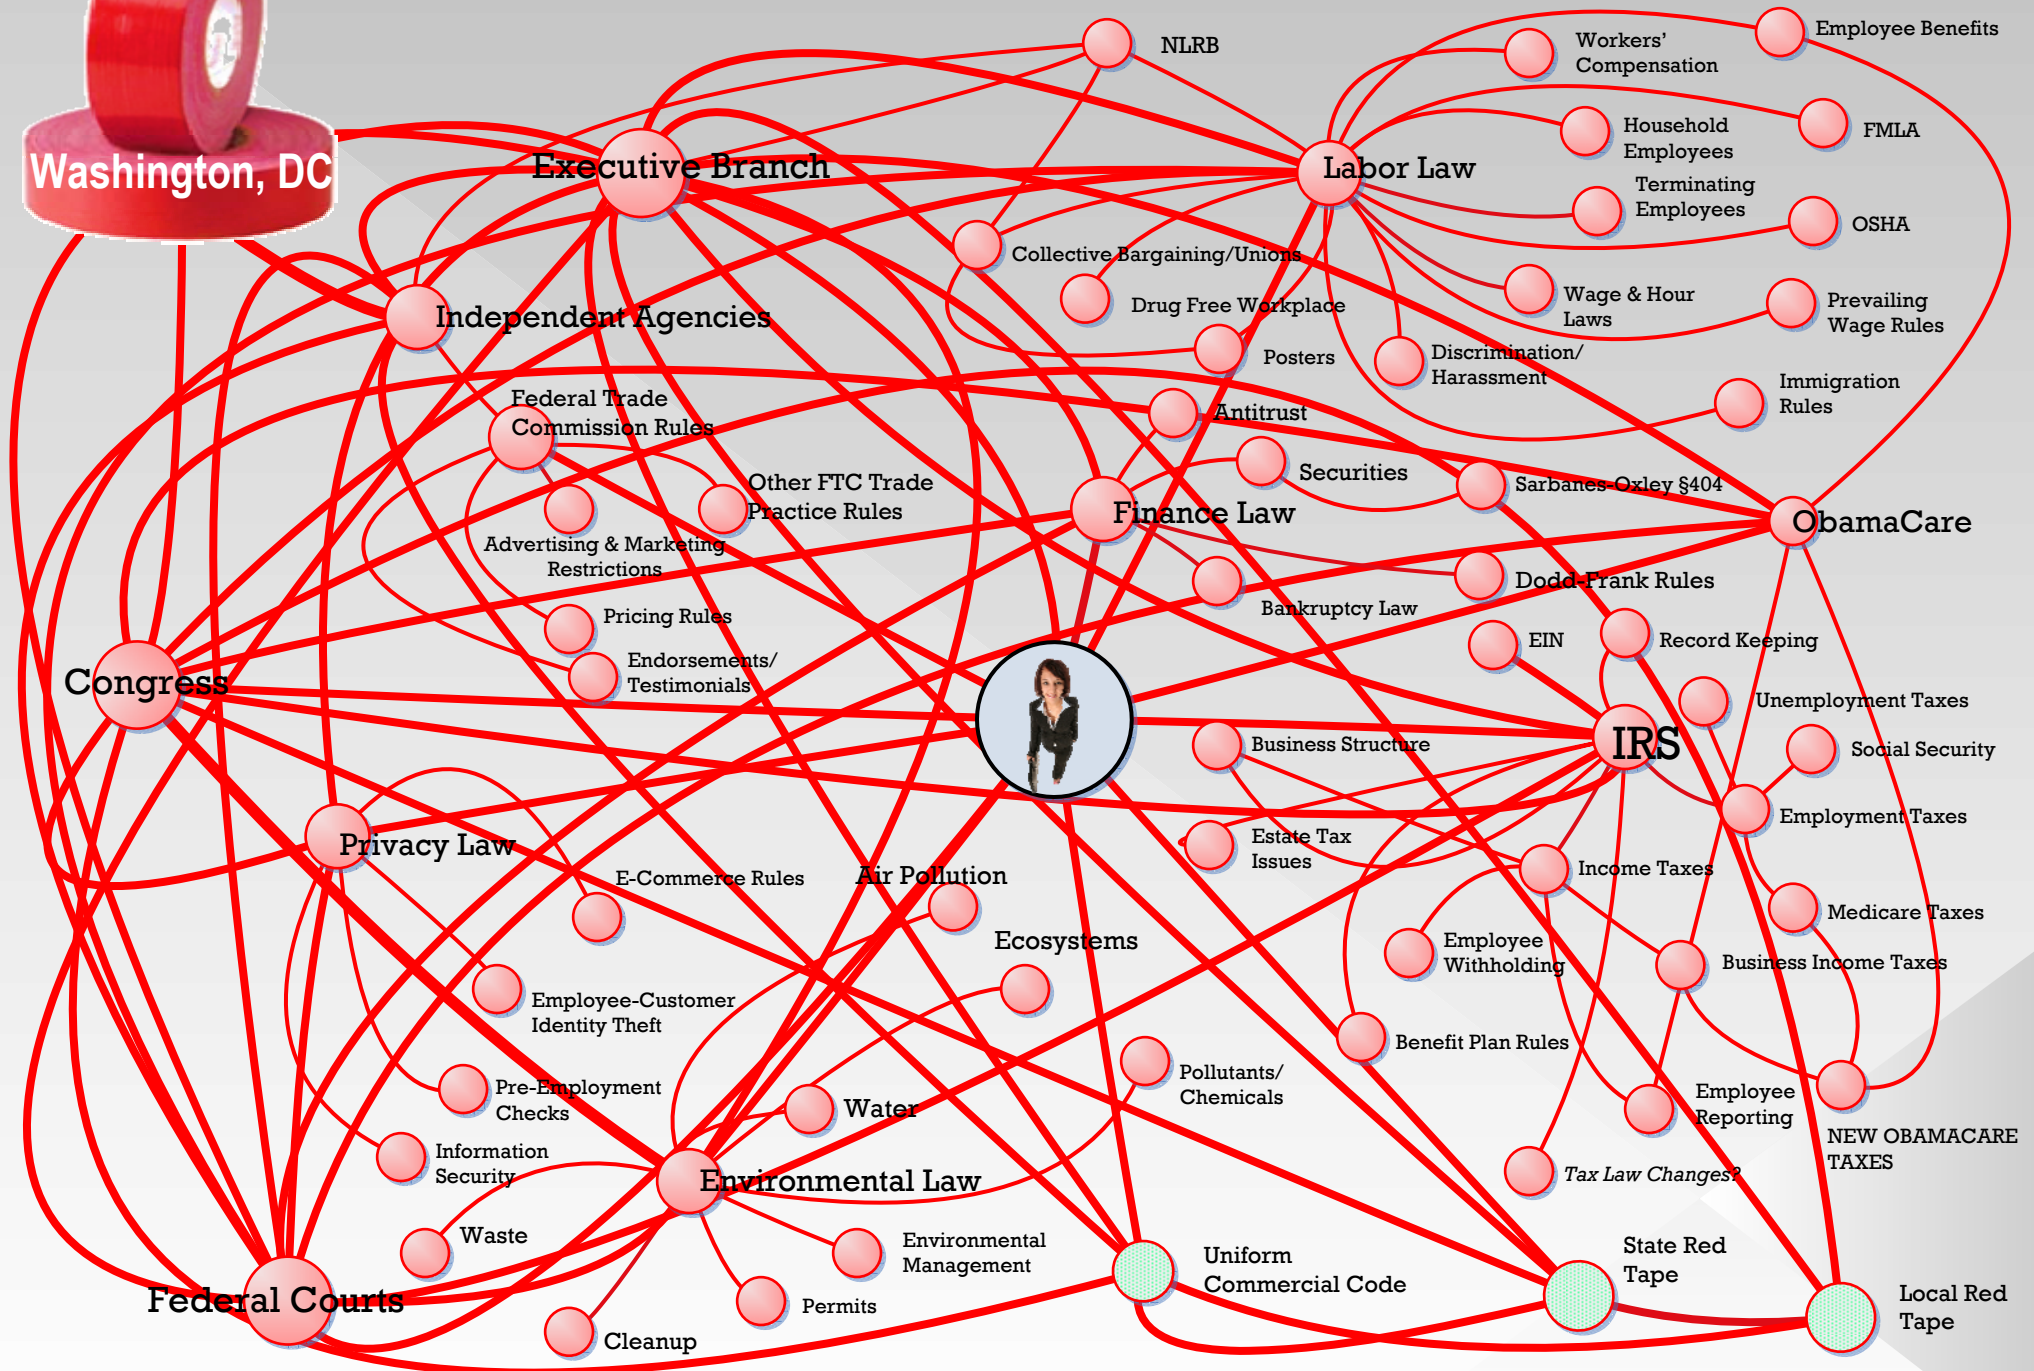 NLRB
Employee Benefits
Workers'
Compensation
Household
Employees
FMLA
Washington, DC
Executive Branch
Labor Law
Terminating
Employees
OSHA
Collective Bargaining/Unions
Drug Free Workplace
Wage & Hour
Laws
Prevailing
Wage Rules
Independent Agencies
Posters
Discrimination/
Harassment
Immigration
Rules
Federal Trade
Commission Rules
Antitrust
Other FTC Trade
Practice Rules
Securities
Sarbanes-Oxley §404
Finance Law
ObamaCare
Advertising & Marketing
Restrictions
Dodd-Frank Rules
Bankruptcy Law
Pricing Rules
EIN
Record Keeping
Endorsements/
Testimonials
Congress
Unemployment Taxes
Business Structure
IRS
Social Security
Employment Taxes
Privacy Law
Estate Tax
Issues
Income Taxes
E-Commerce Rules
Air Pollution
Medicare Taxes
Ecosystems
Employee
Withholding
Business Income Taxes
Employee-Customer
Identity Theft
Benefit Plan Rules
Pre-Employment
Checks
Water
Pollutants/
Chemicals
Employee
Reporting
NEW OBAMACARE
TAXES
Information
Security
Environmental Law
Tax Law Changes?
Waste
Environmental
Management
Uniform
Commercial Code
State Red
Tape
Local Red
Tape
Federal Courts
Permits
Cleanup